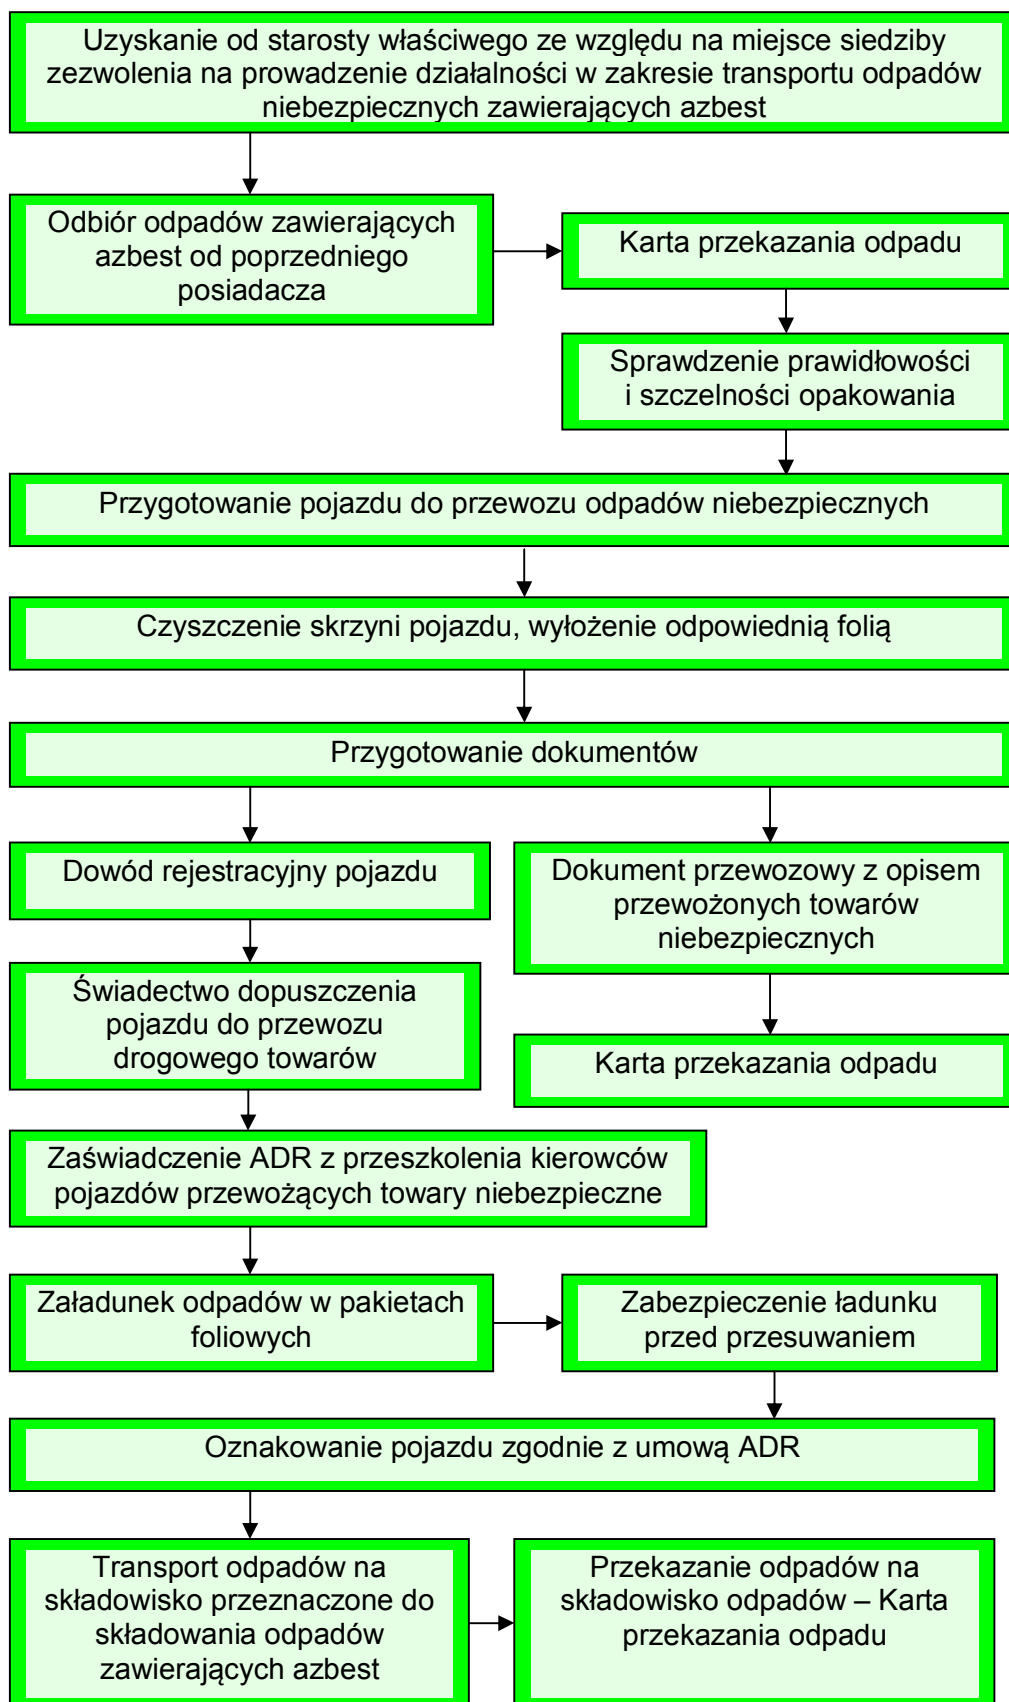 Uzyskanie od starosty właściwego ze względu na miejsce siedziby
zezwolenia na prowadzenie działalności w zakresie transportu odpadów
niebezpiecznych zawierających azbest
Odbiór odpadów zawierających
azbest od poprzedniego
posiadacza
Karta przekazania odpadu
Sprawdzenie prawidłowości
i szczelności opakowania
Przygotowanie pojazdu do przewozu odpadów niebezpiecznych
Czyszczenie skrzyni pojazdu, wyłożenie odpowiednią folią
Przygotowanie dokumentów
Dowód rejestracyjny pojazdu
Dokument przewozowy z opisem
przewożonych towarów
niebezpiecznych
Świadectwo dopuszczenia
pojazdu do przewozu
drogowego towarów
Karta przekazania odpadu
Zaświadczenie ADR z przeszkolenia kierowców
pojazdów przewożących towary niebezpieczne
Załadunek odpadów w pakietach
foliowych
Zabezpieczenie ładunku
przed przesuwaniem
Oznakowanie pojazdu zgodnie z umową ADR
Transport odpadów na
składowisko przeznaczone do
składowania odpadów
zawierających azbest
Przekazanie odpadów na
składowisko odpadów – Karta
przekazania odpadu